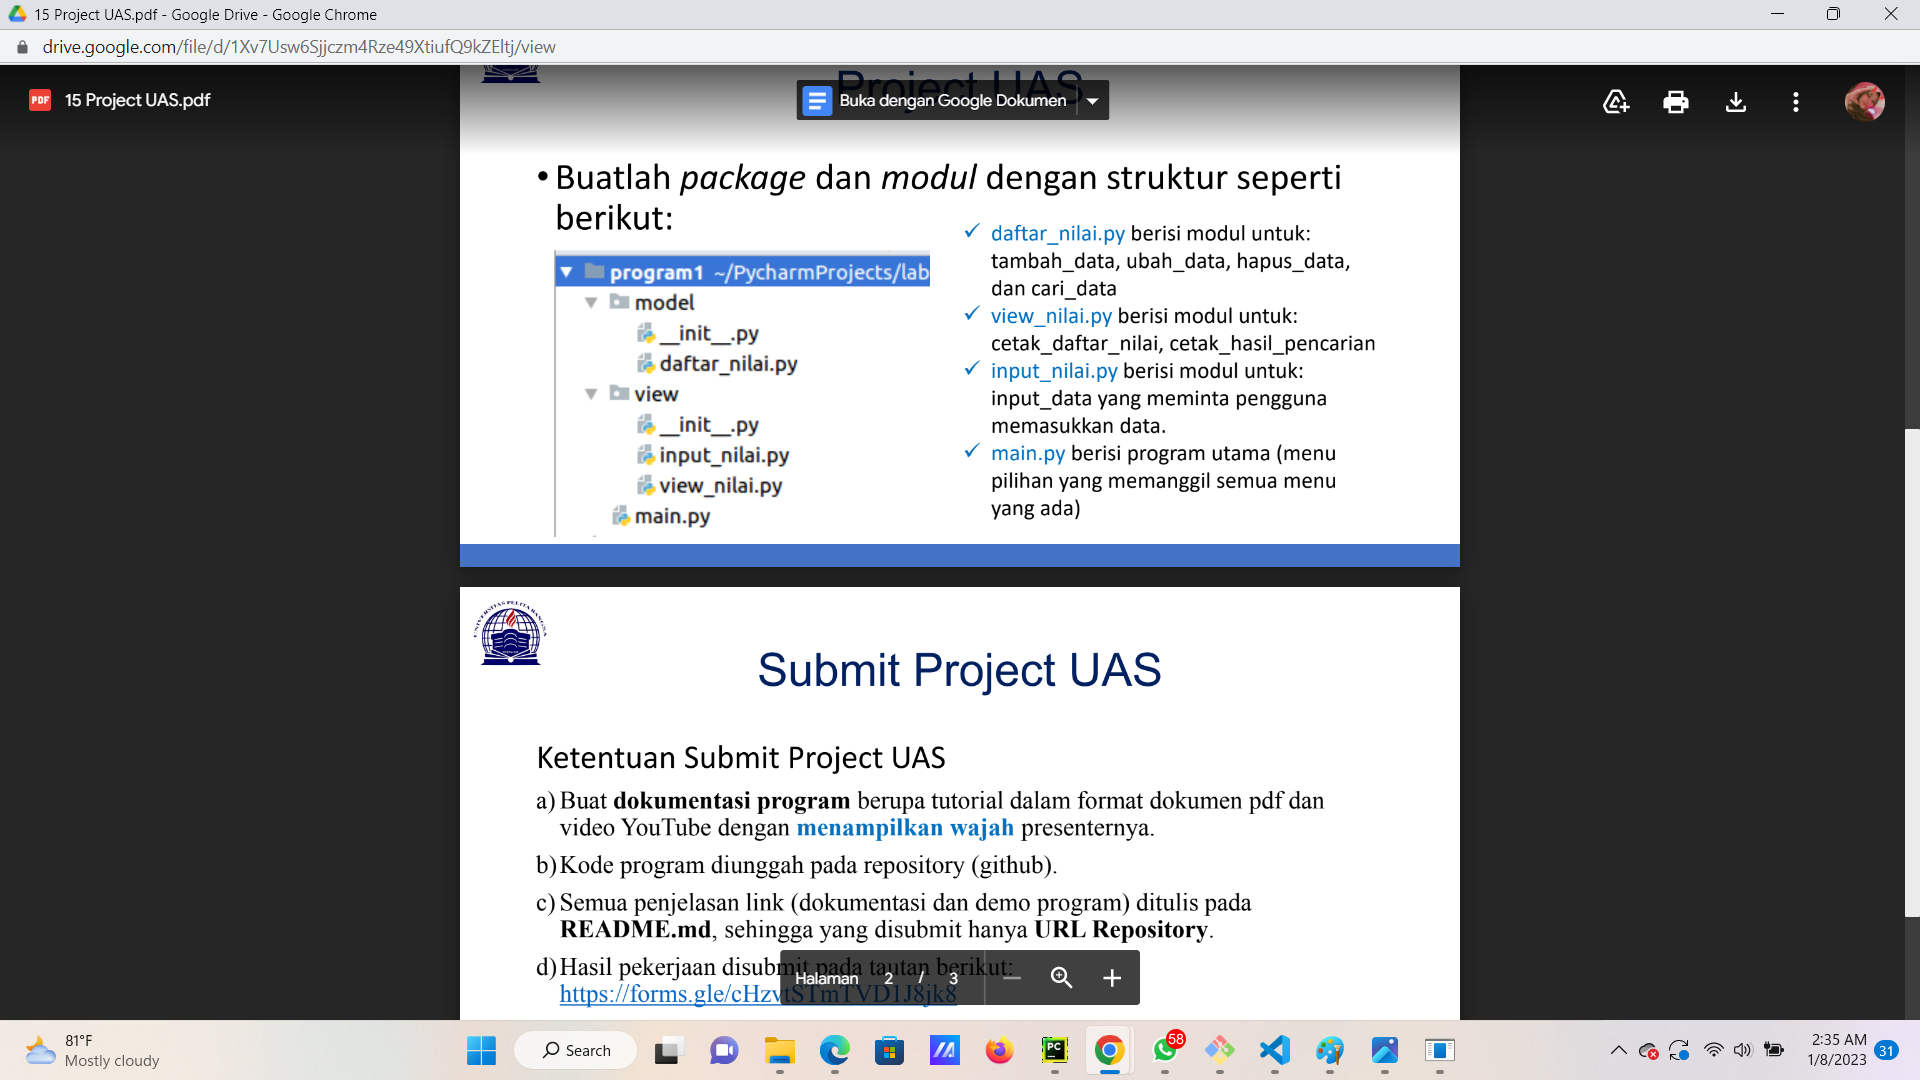 15 Project UAS.pdf - Google Drive - Google Chrome
drive.google.com/file/d/1Xv7Usw6Sjjczm4Rze49XtiufQ9kZEltj/view
Project UAS
PDF 15 Project UAS.pdf
Buka dengan Google Dokumen
• Buatlah package dan modul dengan struktur seperti
berikut:
program1 ~/PycharmProjects/lab
model
__init__.py
daftar_nilai.py
view
__init__.py
input_nilai.py
view_nilai.py
main.py
✓ daftar_nilai.py berisi modul untuk:
tambah_data, ubah_data, hapus_data,
dan cari_data
✓ view_nilai.py berisi modul untuk:
cetak_daftar_nilai, cetak_hasil_pencarian
✓ input_nilai.py berisi modul untuk:
input_data yang meminta pengguna
memasukkan data.
✓ main.py berisi program utama (menu
pilihan yang memanggil semua menu
yang ada)
UNIVERSITAS PELITA BANGSA
Submit Project UAS
Ketentuan Submit Project UAS
a) Buat dokumentasi program berupa tutorial dalam format dokumen pdf dan
video YouTube dengan menampilkan wajah presenternya.
b) Kode program diunggah pada repository (github).
c) Semua penjelasan link (dokumentasi dan demo program) ditulis pada
README.md, sehingga yang disubmit hanya URL Repository.
d) Hasil pekerjaan disubmit pada tautan berikut:
https://forms.gle/cHzvtSTmTVD1J8jk8
Halaman 2 / 3
81°F
Mostly cloudy
Search
PC
58
2:35 AM
1/8/2023
31